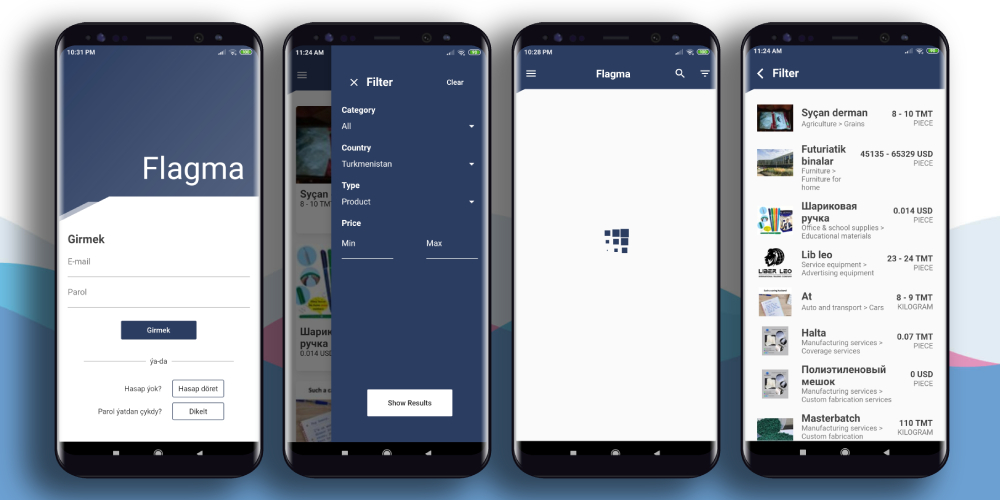 10:31 PM
Flagma
Girmek
E-mail
Parol
Girmek
ýa-da
Hasap ýok?
Hasap döret
Parol ýatdan çykdy?
Dikelt
11:24 AM
Filter
Clear
Category
All
Country
Turkmenistan
Type
Product
Price
Min
Max
Show Results
Syçan
8 - 10 TM
Шарик
ручка
0.014 USD
Such a c
10:28 PM
Flagma
11:24 AM
Filter
Syçan derman
8 - 10 TMT
Agriculture > Grains
PIECE
Futuriatik
binalar
45135 - 65329 USD
PIECE
Furniture >
Furniture for
home
Шариковая
ручка
0.014 USD
PIECE
Office & school supplies >
Educational materials
LIBER LEO
Lib leo
23 - 24 TMT
Service equipment >
Advertising equipment
PIECE
At
8 - 9 TMT
Auto and transport > Cars
KILOGRAM
Halta
0.07 TMT
Manufacturing services >
Coverage services
PIECE
Полиэтиленовый
мешок
0 USD
PIECE
Manufacturing services >
Custom fabrication services
Masterbatch
110 TMT
Manufacturing services >
Custom fabrication
KILOGRAM